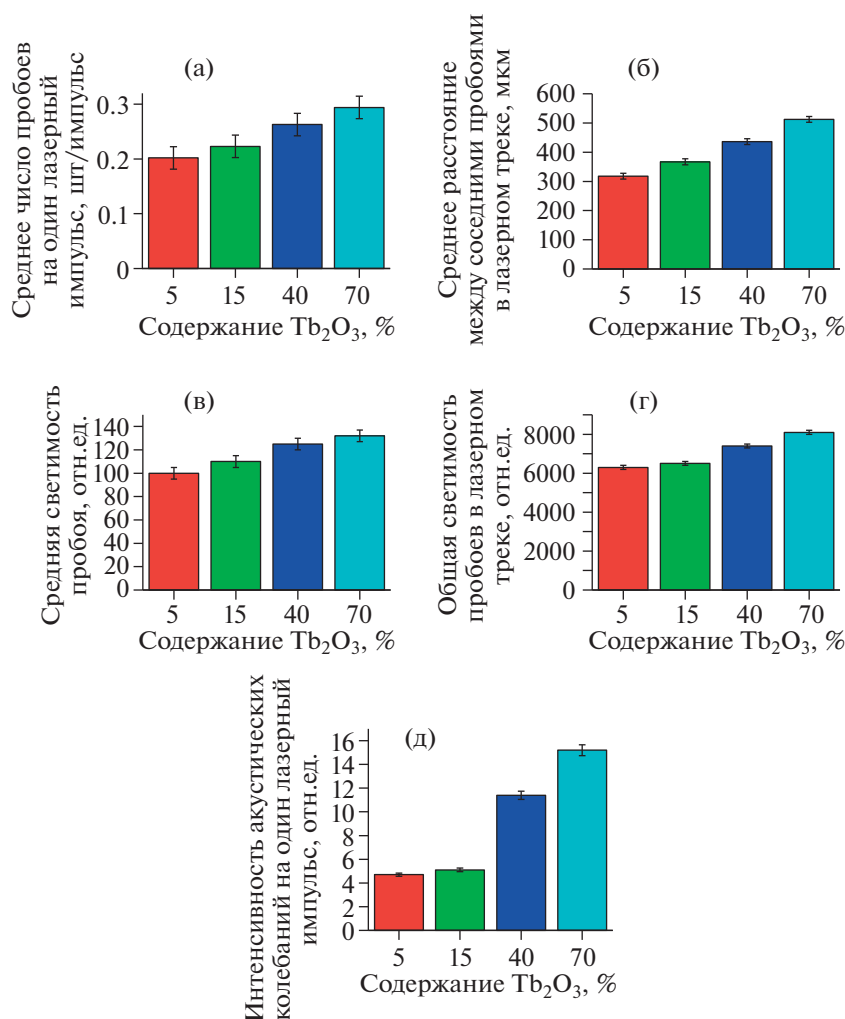 (а)
Среднее число пробоев
на один лазерный
импульс, шт/импульс
0.3
0.2
0.1
0
5 15 40 70
Содержание Tb₂O₃, %
(б)
Среднее расстояние
между соседними пробоями
в лазерном треке, мкм
600
500
400
300
200
100
0
5 15 40 70
Содержание Tb₂O₃, %
(в)
Средняя светимость
пробоя, отн.ед.
140
120
100
80
60
40
20
0
5 15 40 70
Содержание Tb₂O₃, %
(г)
Общая светимость
пробоев в лазерном
треке, отн.ед.
8000
6000
4000
2000
0
5 15 40 70
Содержание Tb₂O₃, %
(д)
Интенсивность акустических
колебаний на один лазерный
импульс, отн.ед.
16
14
12
10
8
6
4
2
0
5 15 40 70
Содержание Tb₂O₃, %